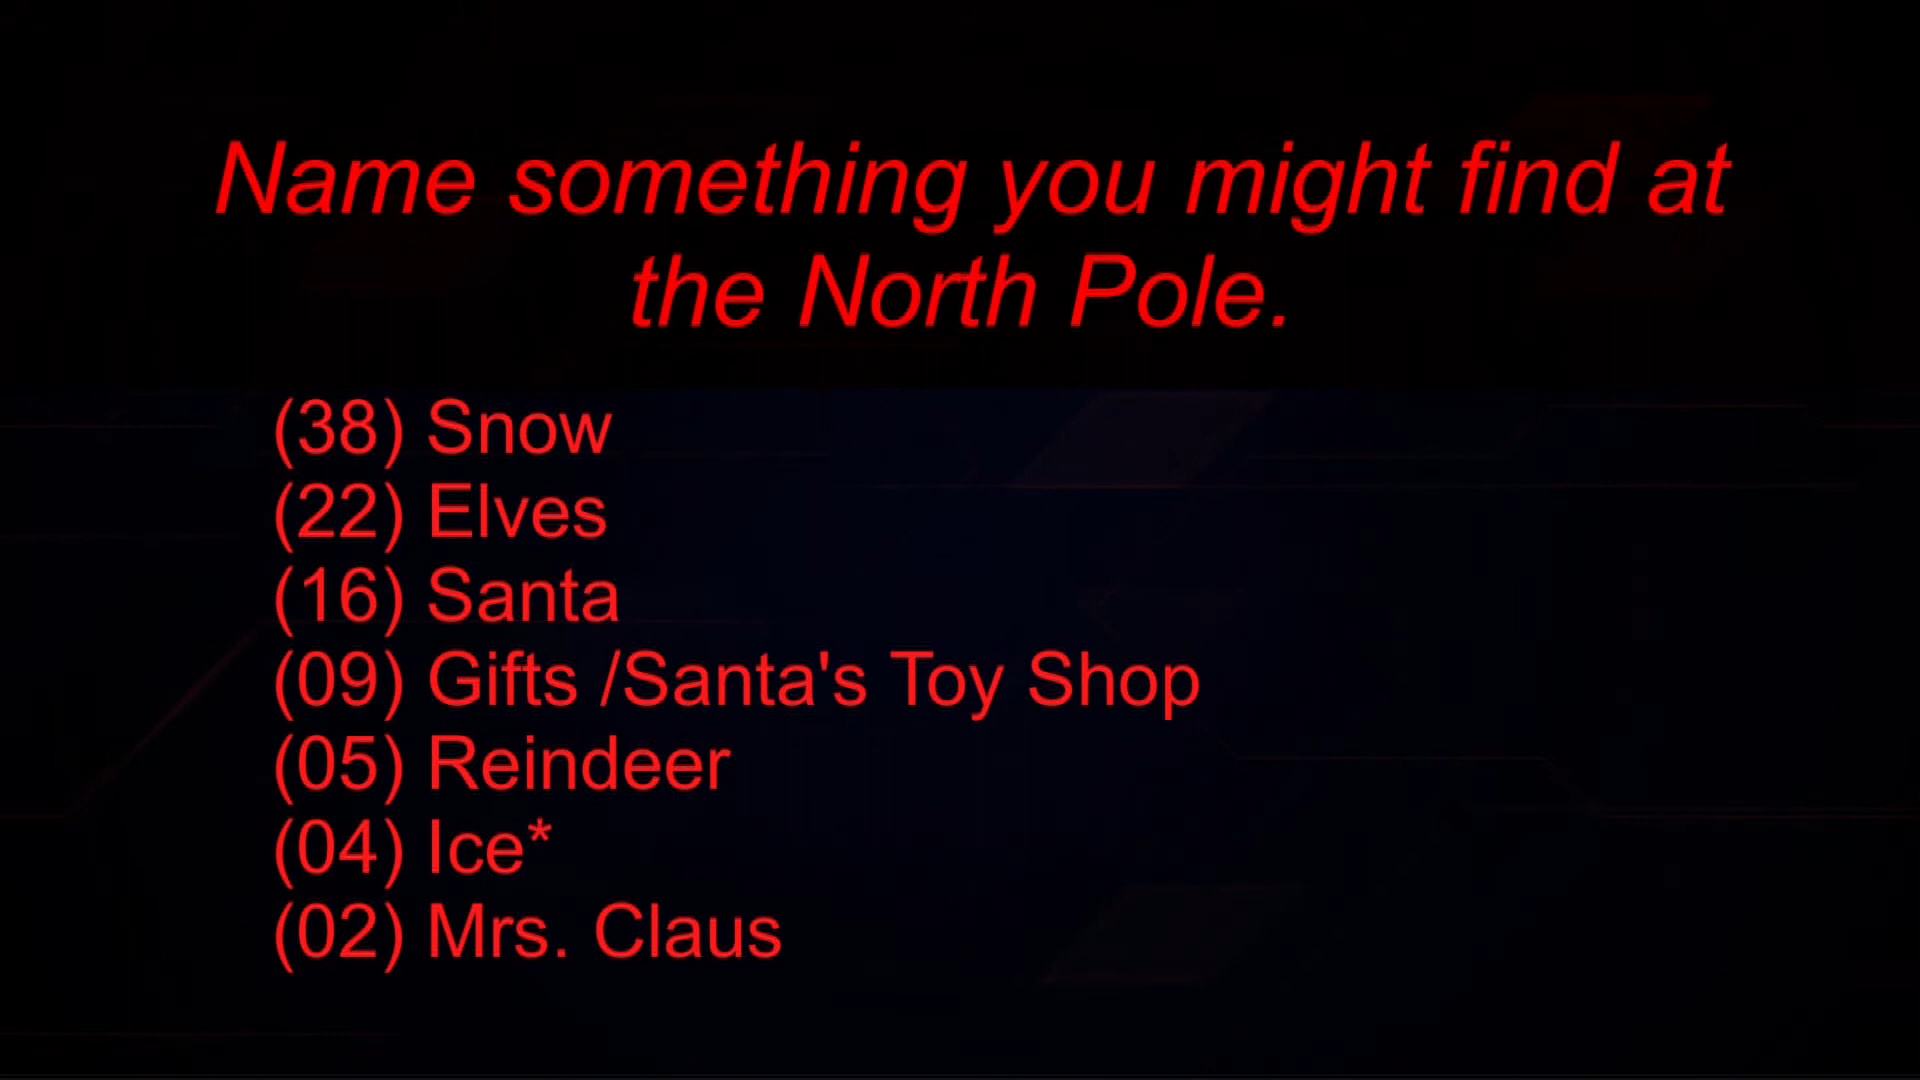 Name something you might find at
the North Pole.
(38) Snow
(22) Elves
(16) Santa
(09) Gifts /Santa's Toy Shop
(05) Reindeer
(04) Ice*
(02) Mrs. Claus